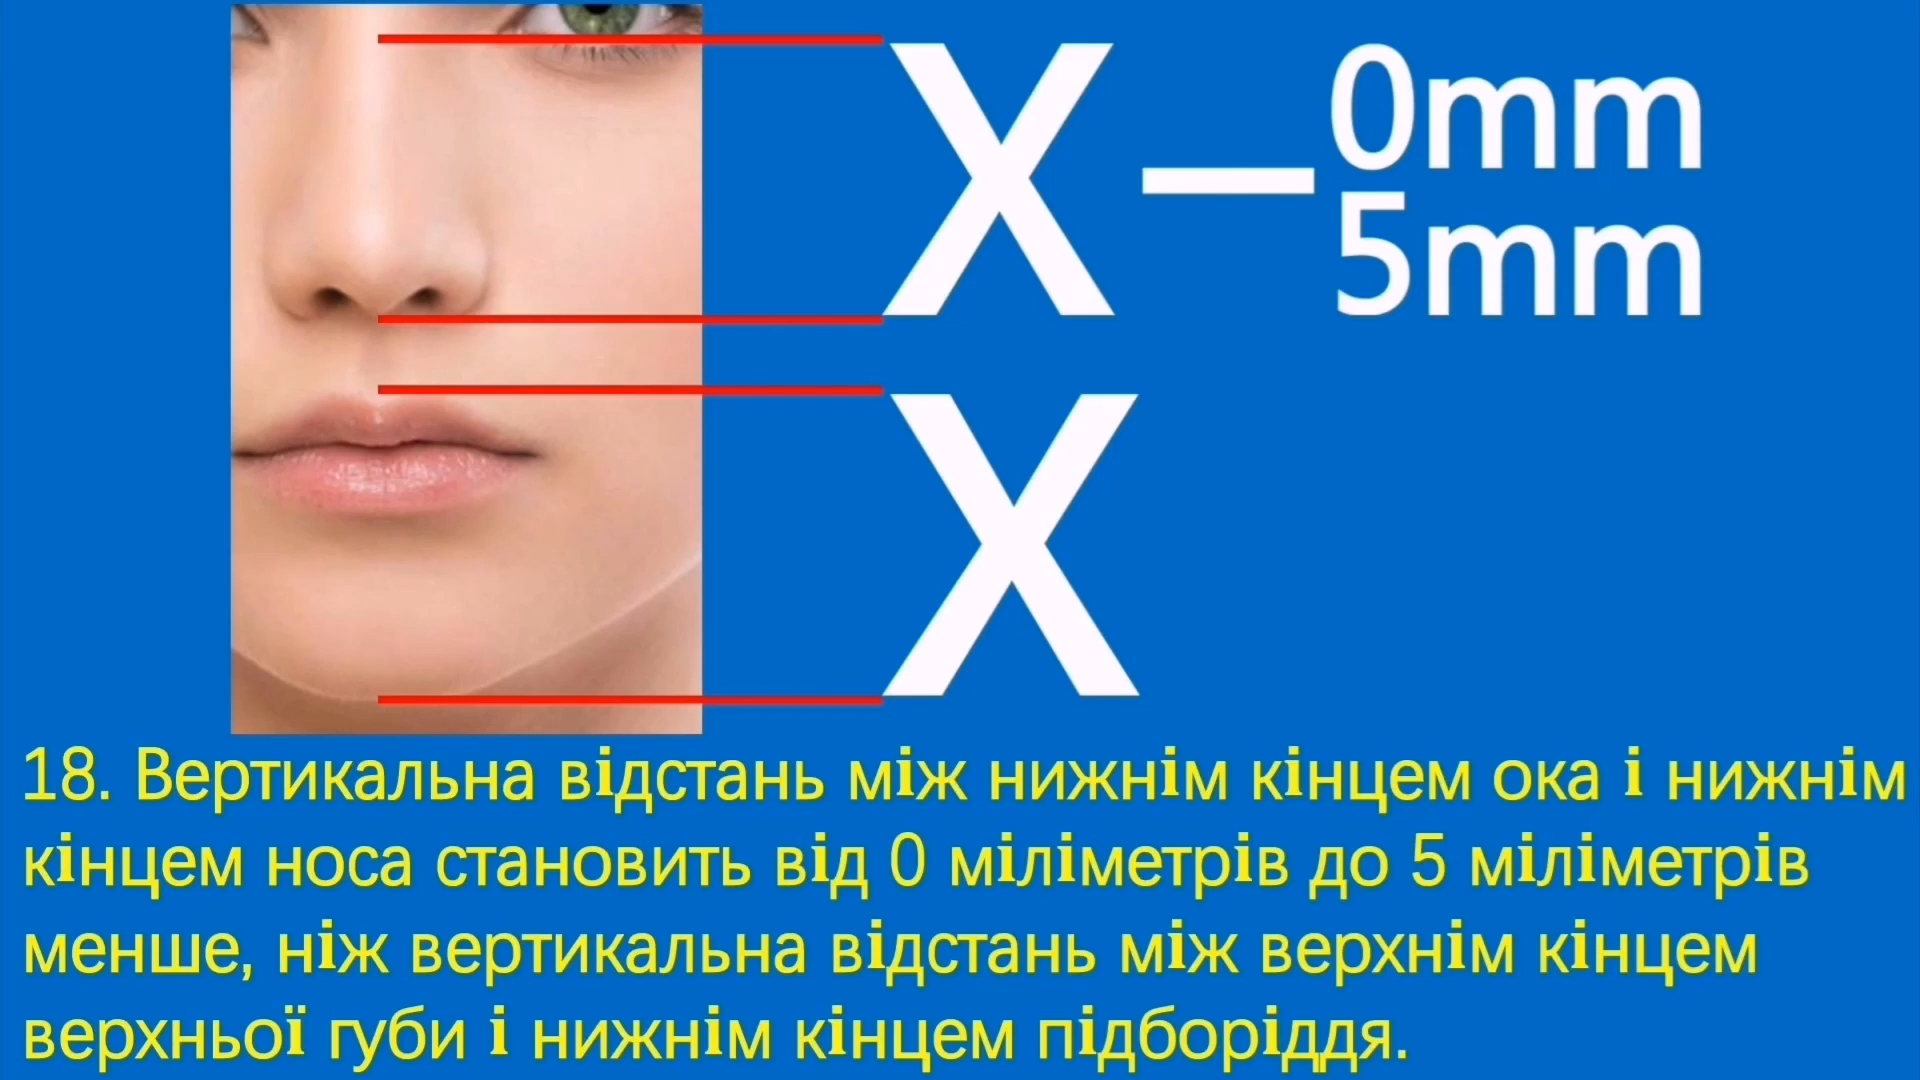 X — 0mm
5mm
X
18. Вертикальна відстань між нижнім кінцем ока і нижнім
кінцем носа становить від 0 міліметрів до 5 міліметрів
менше, ніж вертикальна відстань між верхнім кінцем
верхньої губи і нижнім кінцем підборіддя.